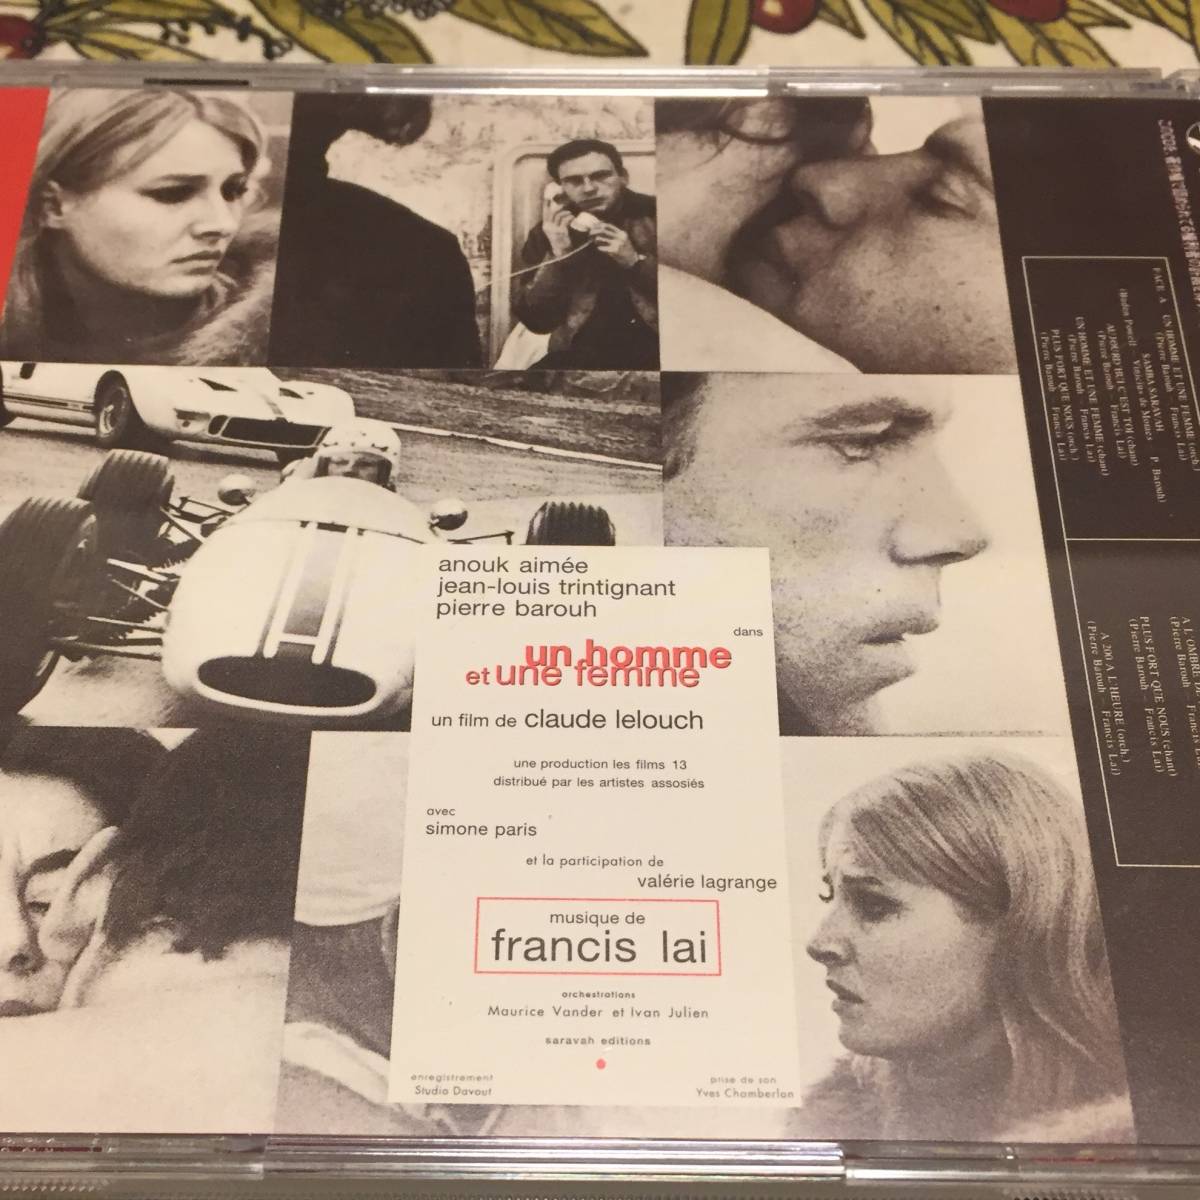 anouk aimée
jean-louis trintignant
pierre barouh
dans
un homme
et une femme
un film de claude lelouch
une production les films 13
distribué par les artistes assosiés
avec
simone paris
et la participation de
valérie lagrange
musique de
francis lai
orchestrations
Maurice Vander et Ivan Julien
saravah editions
enregistrement
Studio Davout
prise de son
Yves Chamberlan
FACE A UN HOMME ET UNE FEMME (orch.)
(Pierre Barouh – Francis Lai)
SAMBA SARAVAH
(Baden Powell – Vinicius de Moraes P. Barouh)
AUJOURD'HUI C'EST TOI (chant)
(Pierre Barouh – Francis Lai)
UN HOMME ET UNE FEMME (chant)
(Pierre Barouh – Francis Lai)
PLUS FORT QUE NOUS (orch.)
(Pierre Barouh – Francis Lai)
A L'OMBRE
(Pierre Barouh – Francis
PLUS FORT QUE NOUS (chant)
(Pierre Barouh – Francis Lai)
A 200 A L'HEURE (orch.)
(Pierre Barouh – Francis Lai)